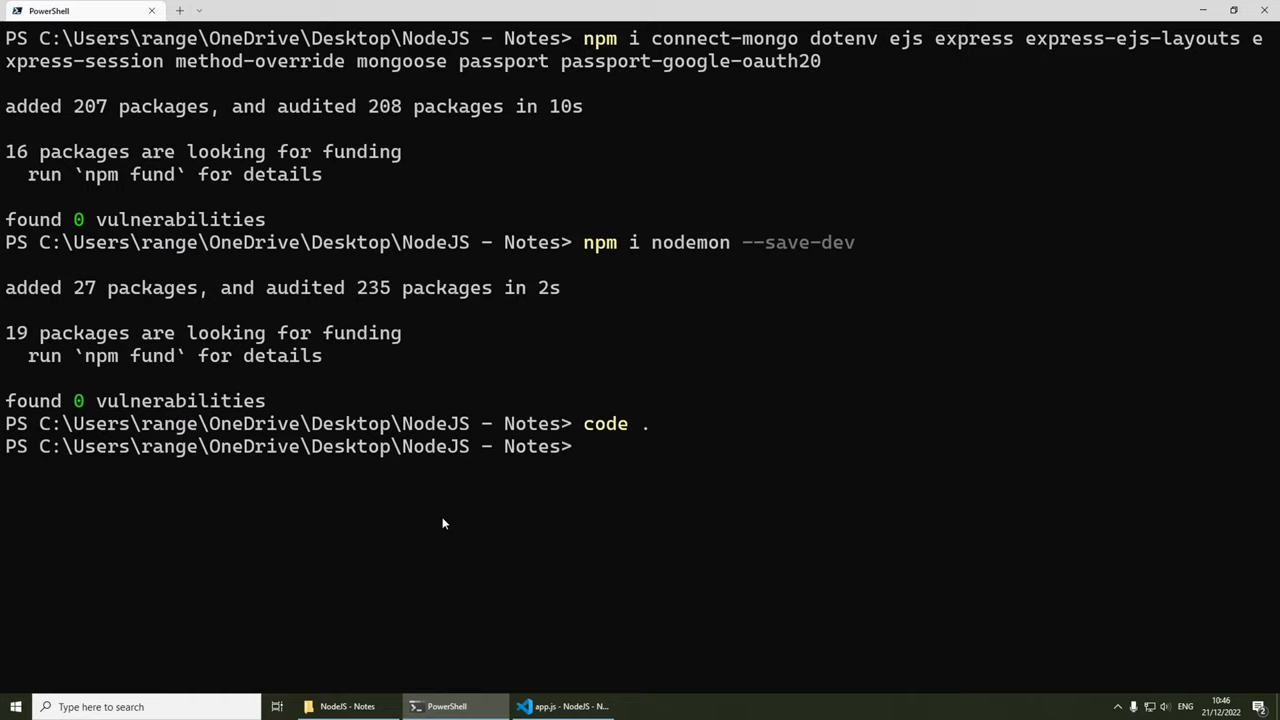 PowerShell
PS C:\Users\range\OneDrive\Desktop\NodeJS - Notes> npm i connect-mongo dotenv ejs express express-ejs-layouts e
xpress-session method-override mongoose passport passport-google-oauth20
added 207 packages, and audited 208 packages in 10s
16 packages are looking for funding
run `npm fund` for details
found 0 vulnerabilities
PS C:\Users\range\OneDrive\Desktop\NodeJS - Notes> npm i nodemon --save-dev
added 27 packages, and audited 235 packages in 2s
19 packages are looking for funding
run `npm fund` for details
found 0 vulnerabilities
PS C:\Users\range\OneDrive\Desktop\NodeJS - Notes> code .
PS C:\Users\range\OneDrive\Desktop\NodeJS - Notes>
Type here to search
NodeJS - Notes
PowerShell
app.js - NodeJS - N...
ENG
10:46
21/12/2022
2